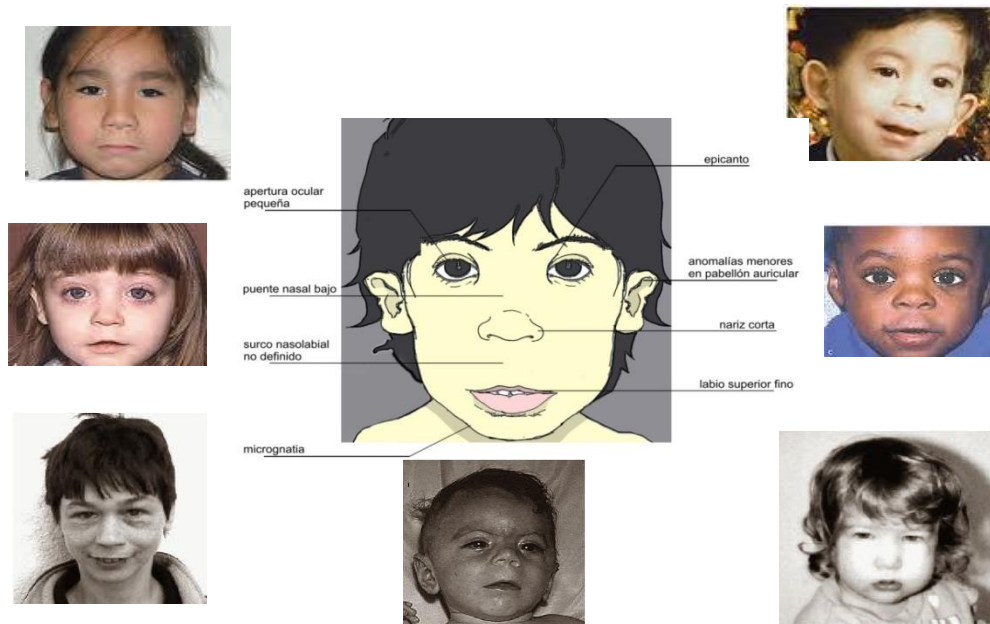 apertura ocular
pequeña
puente nasal bajo
surco nasolabial
no definido
micrognatia
epicanto
anomalías menores
en pabellón auricular
nariz corta
labio superior fino